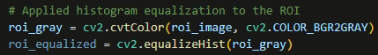 # Applied histogram equalization to the ROI
roi_gray = cv2.cvtColor(roi_image, cv2.COLOR_BGR2GRAY)
roi_equalized = cv2.equalizeHist(roi_gray)